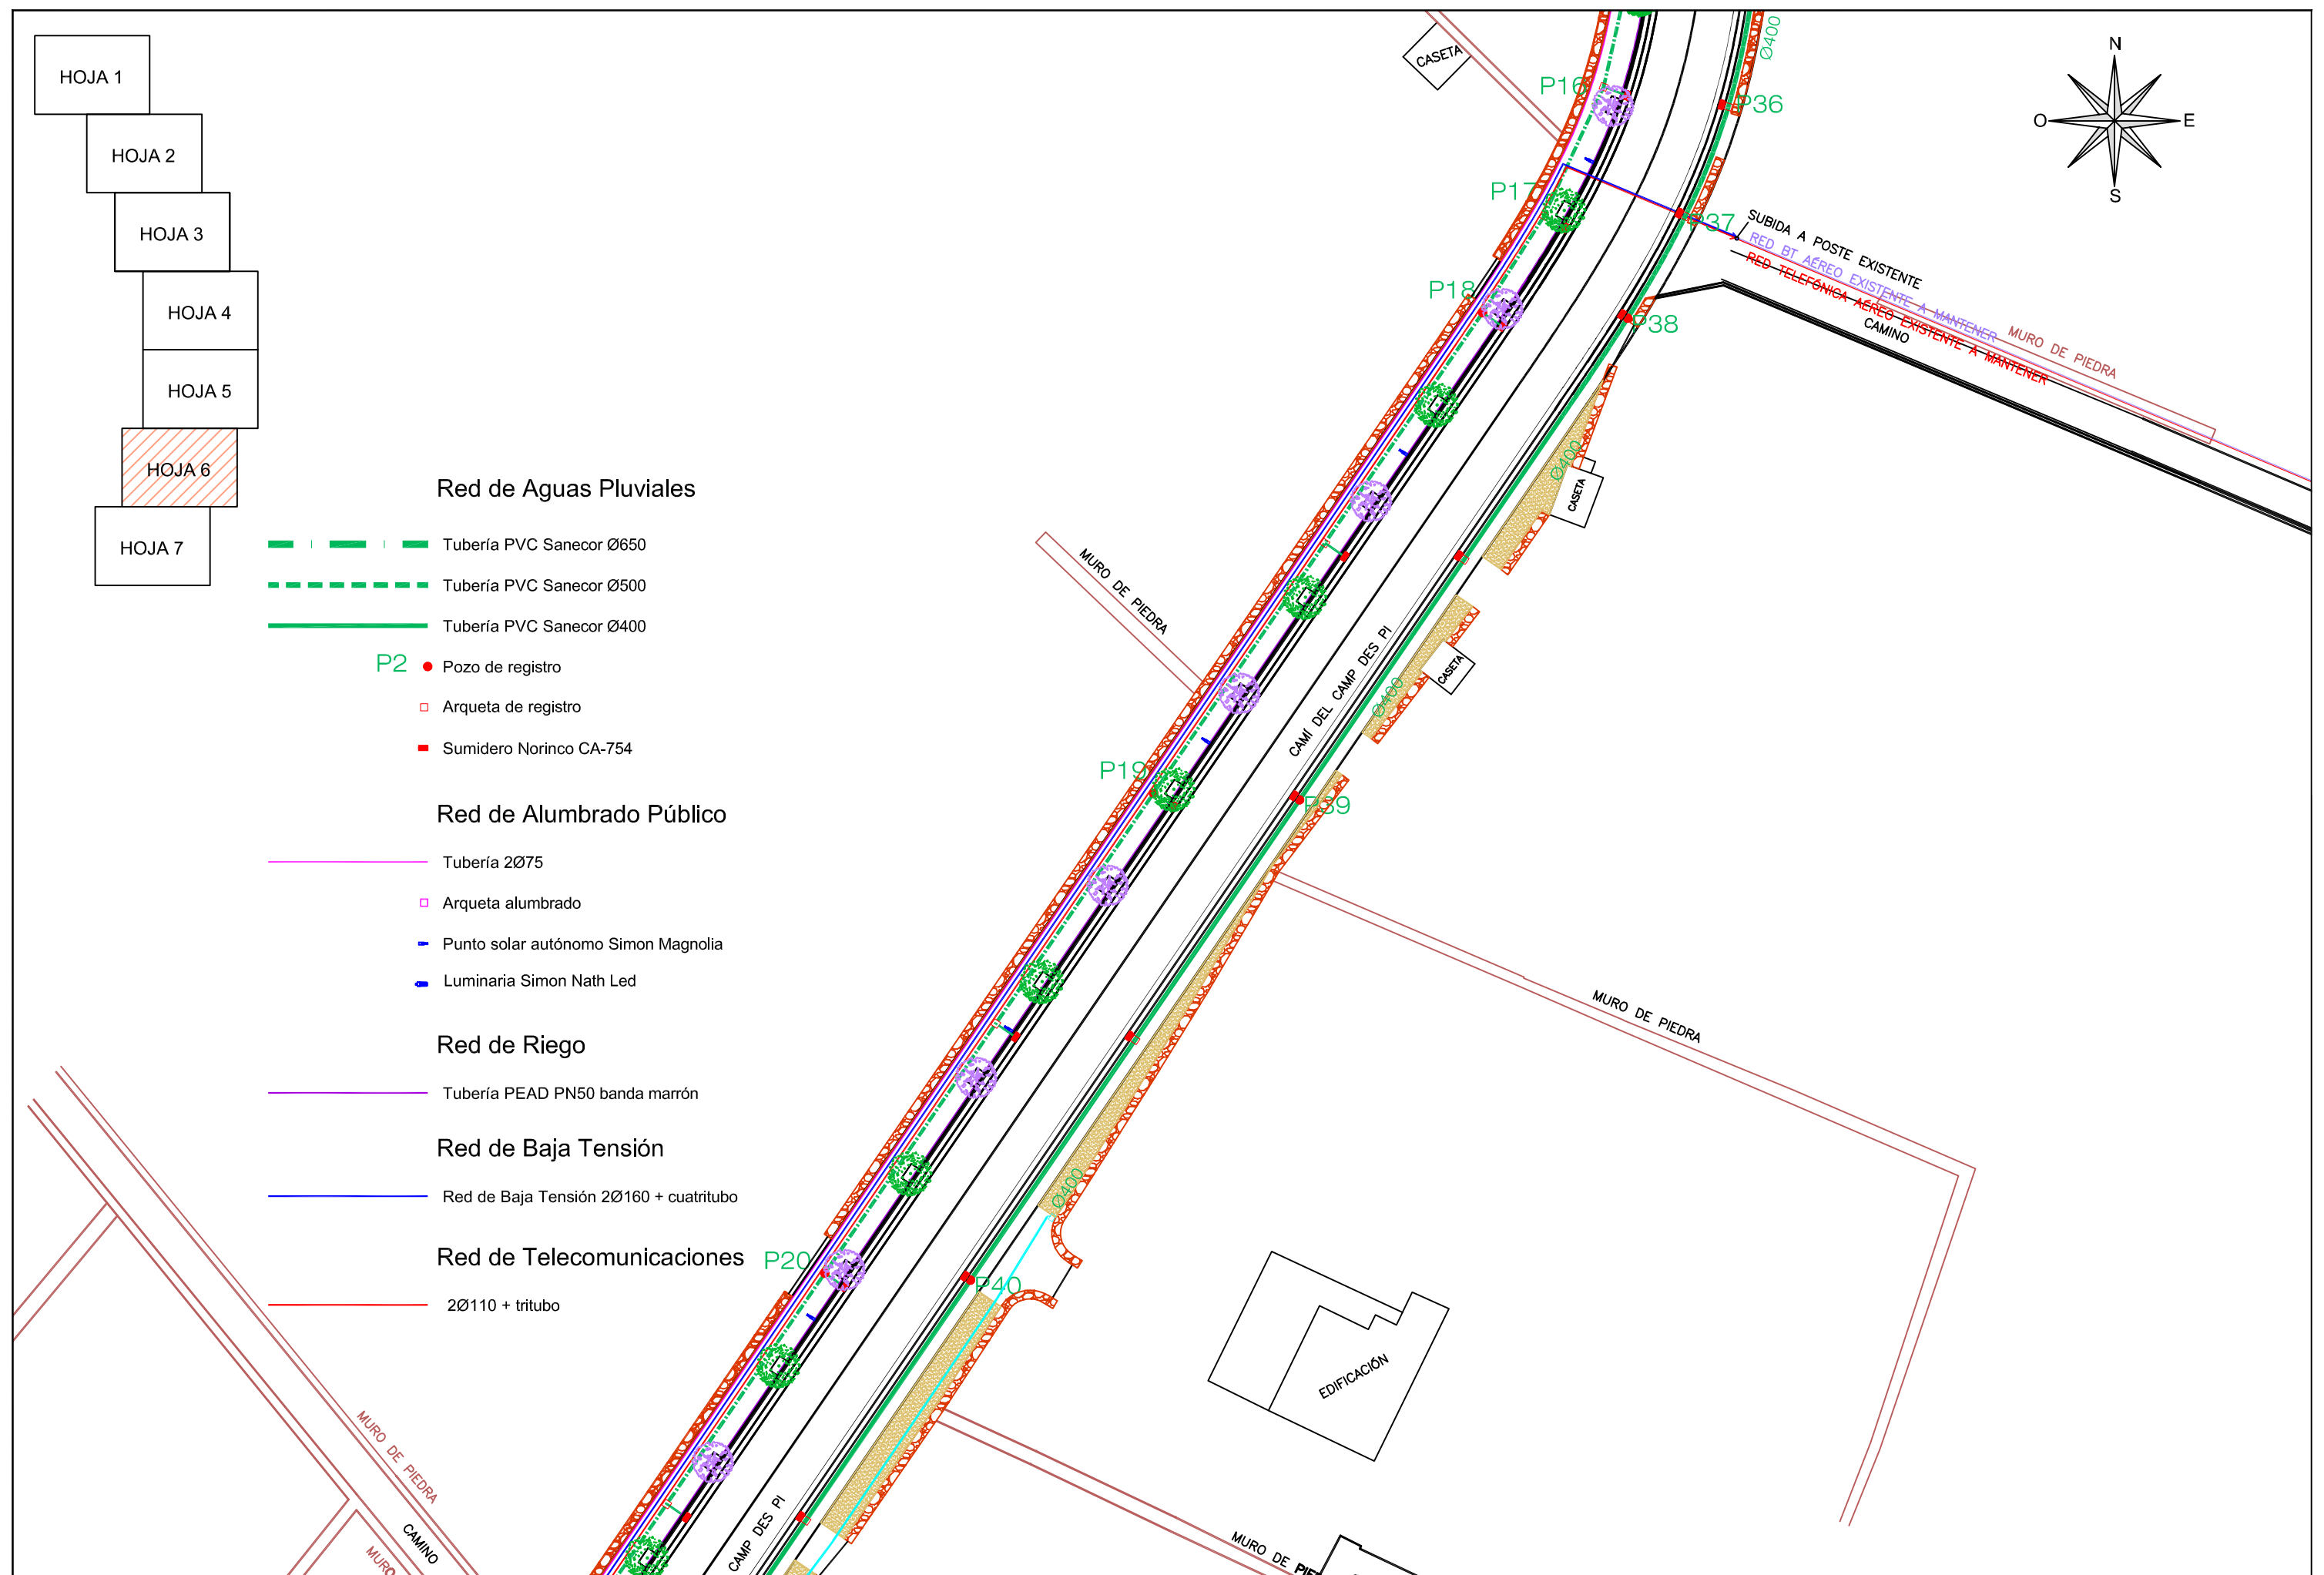 HOJA 1
HOJA 2
HOJA 3
HOJA 4
HOJA 5
HOJA 6
HOJA 7
N
O
E
S
Red de Aguas Pluviales
Tubería PVC Sanecor Ø650
Tubería PVC Sanecor Ø500
Tubería PVC Sanecor Ø400
P2
Pozo de registro
Arqueta de registro
Sumidero Norinco CA-754
Red de Alumbrado Público
Tubería 2Ø75
Arqueta alumbrado
Punto solar autónomo Simon Magnolia
Luminaria Simon Nath Led
Red de Riego
Tubería PEAD PN50 banda marrón
Red de Baja Tensión
Red de Baja Tensión 2Ø160 + cuatritubo
Red de Telecomunicaciones
2Ø110 + tritubo
CASETA
Ø400
P16
P36
P17
P37
SUBIDA A POSTE EXISTENTE
RED BT AÉREO EXISTENTE A MANTENER
RED TELEFÓNICA AÉREO EXISTENTE A MANTENER
CAMINO
MURO DE PIEDRA
P18
P38
Ø400
CASETA
MURO DE PIEDRA
CAMÍ DEL CAMP DES PI
Ø400
CASETA
P19
P39
MURO DE PIEDRA
Ø400
P20
P40
EDIFICACIÓN
MURO DE PIEDRA
CAMINO
MURO
CAMP DES PI
MURO DE